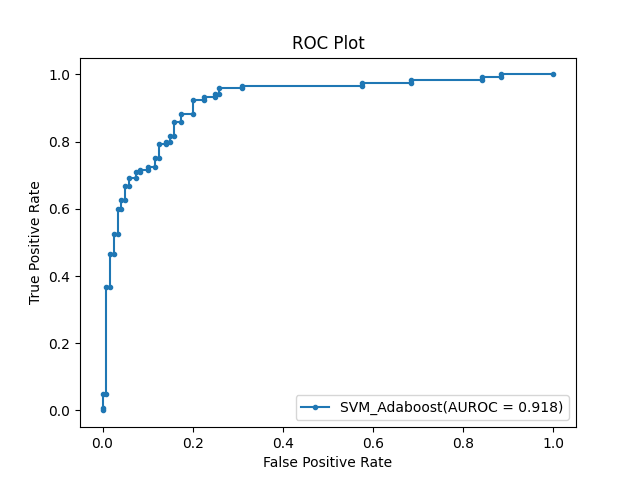 ROC Plot
1.0
0.8
0.6
0.4
0.2
0.0
True Positive Rate
SVM_Adaboost(AUROC = 0.918)
0.0 0.2 0.4 0.6 0.8 1.0
False Positive Rate